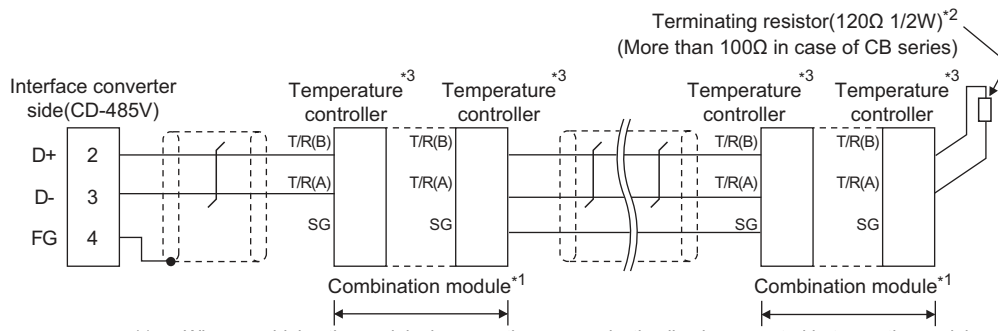 Terminating resistor(120Ω 1/2W)*2
(More than 100Ω in case of CB series)
Interface converter
side(CD-485V)
Temperature*3
controller
Temperature*3
controller
Temperature*3
controller
Temperature*3
controller
D+ 2 T/R(B) T/R(B) T/R(B) T/R(B)
D- 3 T/R(A) T/R(A) T/R(A) T/R(A)
FG 4 SG SG SG SG
Combination module*1 Combination module*1